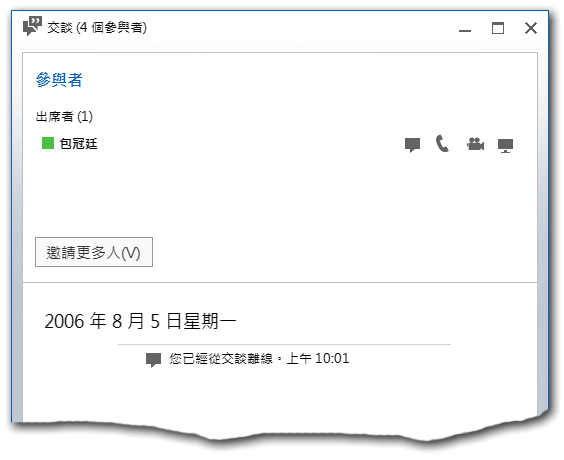 交談 (4 個參與者)
參與者
出席者 (1)
包冠廷
邀請更多人(V)
2006 年 8 月 5 日星期一
您已經從交談離線。上午 10:01